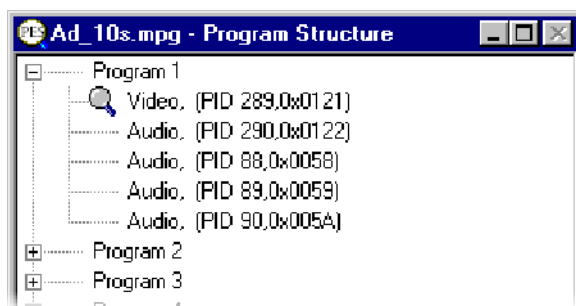 PES Ad_10s.mpg - Program Structure
Program 1
Video, (PID 289,0x0121)
Audio, (PID 290,0x0122)
Audio, (PID 88,0x0058)
Audio, (PID 89,0x0059)
Audio, (PID 90,0x005A)
Program 2
Program 3